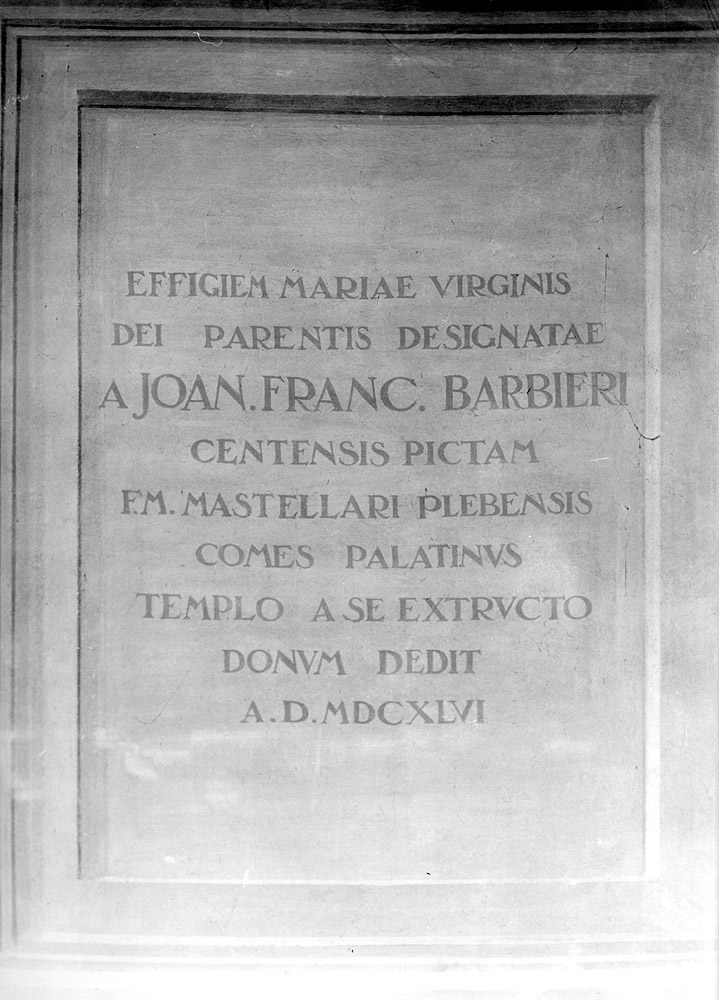 EFFIGIEM MARIAE VIRGINIS
DEI PARENTIS DESIGNATAE
A JOAN. FRANC. BARBIERI
CENTENSIS PICTAM
F.M. MASTELLARI PLEBENSIS
COMES PALATINVS
TEMPLO A SE EXTRVCTO
DONVM DEDIT
A. D. MDCXLVI